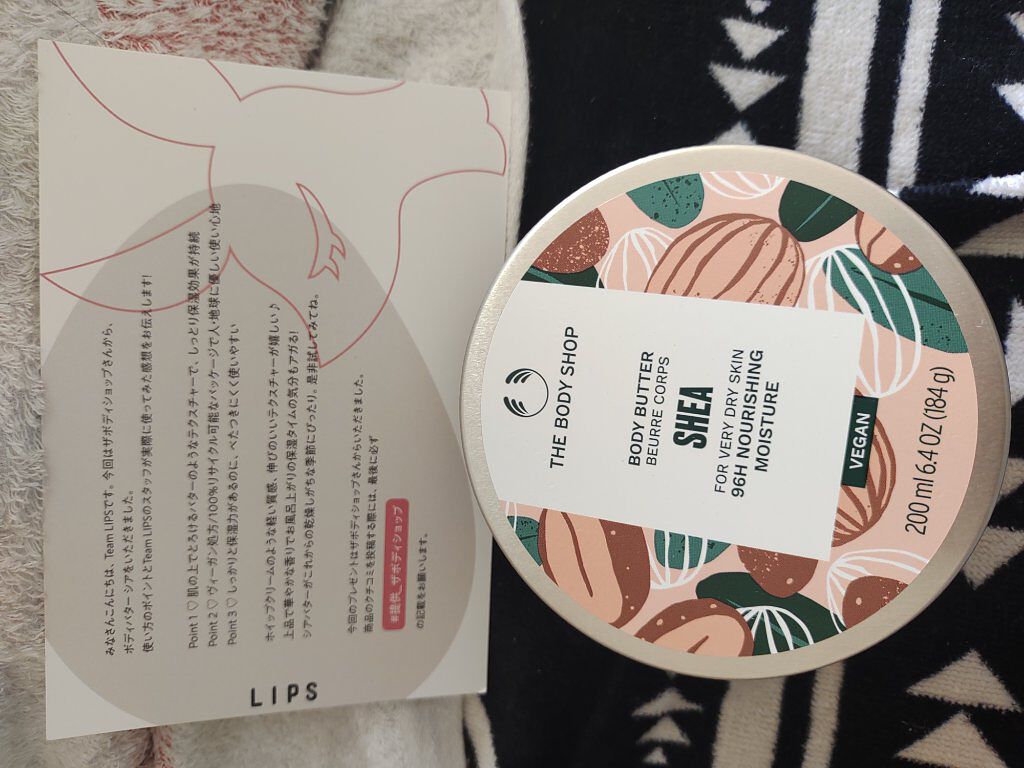 みなさんこんにちは、Team LIPSです。今回はザボディショップさんから、
ボディバターシアをいただきました。
使い方のポイントとTeam LIPSのスタッフが実際に使ってみた感想をお伝えします!
Point 1 ♡ 肌の上でとろけるバターのようなテクスチャーで、しっとり保湿効果が持続
Point 2 ♡ ヴィーガン処方/100%リサイクル可能なパッケージで人・地球に優しい使い心地
Point 3 ♡ しっかりと保湿力があるのに、べたつきにくく使いやすい
ホイップクリームのような軽い質感、伸びのいいテクスチャーが嬉しい♪
上品で華やかな香りでお風呂上がりの保湿タイムの気分もアガる!
シアバターがこれからの乾燥しがちな季節にぴったり。是非試してみてね。
今回のプレゼントはザボディショップさんからいただきました。
商品のクチコミを投稿する際には、最後に必ず
#提供_ザボディショップ
の記載をお願いします。
LIPS
THE BODY SHOP
BODY BUTTER
BEURRE CORPS
SHEA
FOR VERY DRY SKIN
96H NOURISHING
MOISTURE
VEGAN
200 ml 6.4 OZ (184 g)